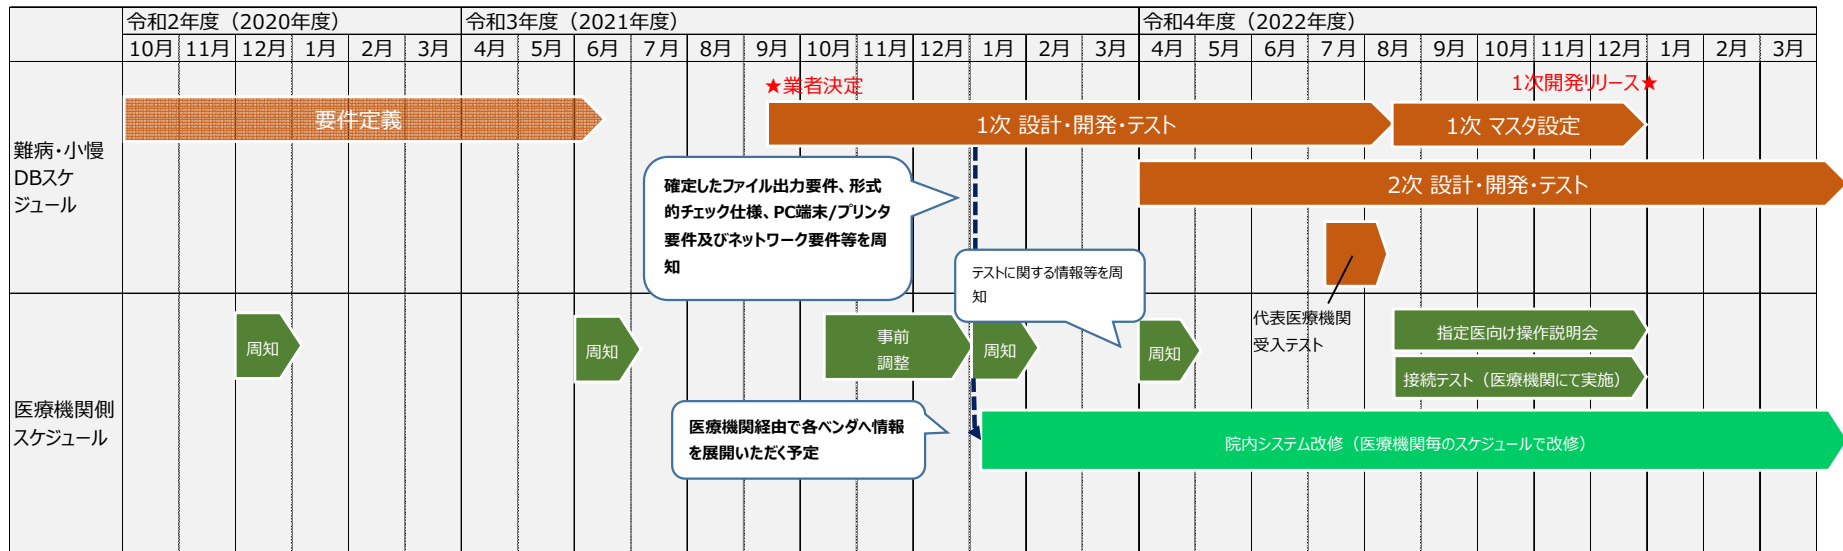 令和2年度（2020年度）
令和3年度（2021年度）
令和4年度（2022年度）
10月 11月 12月 1月 2月 3月 4月 5月 6月 7月 8月 9月 10月 11月 12月 1月 2月 3月 4月 5月 6月 7月 8月 9月 10月 11月 12月 1月 2月 3月
難病・小慢
DBスケ
ジュール
★業者決定
1次開発リリース★
要件定義
1次 設計・開発・テスト
1次 マスタ設定
2次 設計・開発・テスト
確定したファイル出力要件、形式
的チェック仕様、PC端末/プリンタ
要件及びネットワーク要件等を周
知
テストに関する情報等を周
知
代表医療機関
受入テスト
医療機関側
スケジュール
周知
周知
事前
調整
周知
周知
指定医向け操作説明会
接続テスト（医療機関にて実施）
医療機関経由で各ベンダへ情報
を展開いただく予定
院内システム改修（医療機関毎のスケジュールで改修）